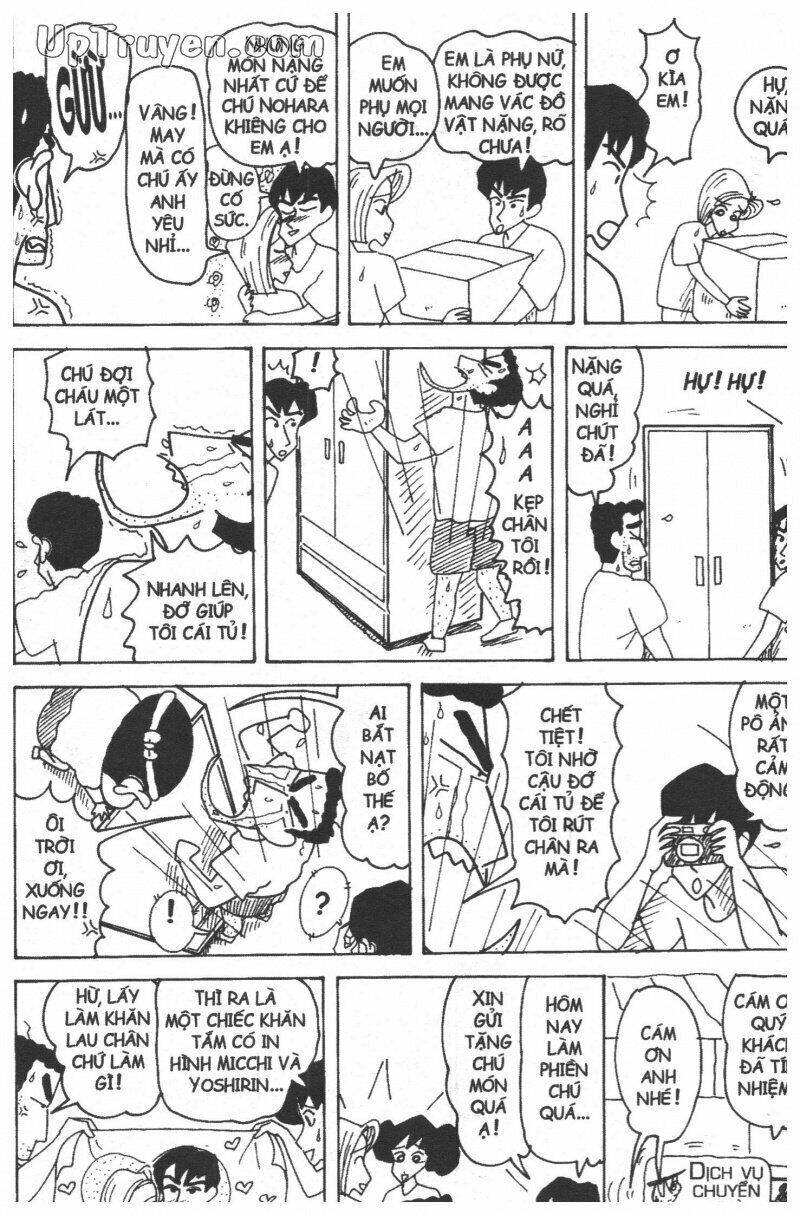 UpTruyen.com
HỰ,
NẶN
QUÁ
Ơ
KÌA
EM!
EM LÀ PHỤ NỮ,
KHÔNG ĐƯỢC
MANG VÁC ĐỒ
VẬT NẶNG, RÕ
CHƯA!
EM
MUỐN
PHỤ MỌI
NGƯỜI...
MÓN NẶNG
NHẤT CỨ ĐỂ
CHÚ NOHARA
KHIÊNG CHO
EM Ạ!
ĐỪNG
CỐ
SỨC.
VÂNG!
MAY
MÀ CÓ
CHÚ ẤY
ANH
YÊU
NHỈ...
GỪỪ...
HỰ! HỰ!
NẶNG
QUÁ,
NGHỈ
CHÚT
ĐÃ!
A
A
A
KẸP
CHÂN
TÔI
RỒI!
!
CHÚ ĐỢI
CHÁU MỘT
LÁT...
NHANH LÊN,
ĐỠ GIÚP
TÔI CÁI TỦ!
MỘT
PÔ ẢN
RẤT
CẢM
ĐỘNG
CHẾT
TIỆT!
TÔI NHỜ
CẬU ĐỠ
CÁI TỦ ĐỂ
TÔI RÚT
CHÂN RA
MÀ!
AI
BẮT
NẠT
BỐ
THẾ
Ạ?
?
!
ÔI
TRỜI
ƠI,
XUỐNG
NGAY!!
CÁM Ơ
QUÝ
KHÁCH
ĐÃ TÍ
NHIỆM
CÁM
ƠN
ANH
NHÉ!
DỊCH VỤ
CHUYỂN
HÔM
NAY
LÀM
PHIỀN
CHÚ
QUÁ...
XIN
GỬI
TẶNG
CHÚ
MÓN
QUÀ
Ạ!
THÌ RA LÀ
MỘT CHIẾC KHĂN
TẮM CÓ IN
HÌNH MICCHI VÀ
YOSHIRIN...
HỪ, LẤY
LÀM KHĂN
LAU CHÂN
CHỨ LÀM
GÌ!